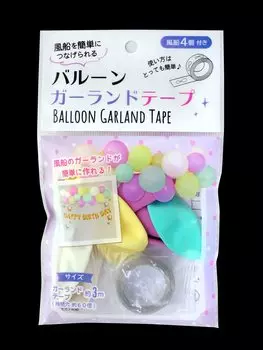 風船を簡単に
つなげられる
風船4個付き
使い方は
とっても簡単♪
バルーン
ガーランドテープ
BALLOON GARLAND TAPE
風船のガーランドが
簡単に作れる!
HAPPY BIRTHDAY
サイズ
ガーランド
テープ
約3m